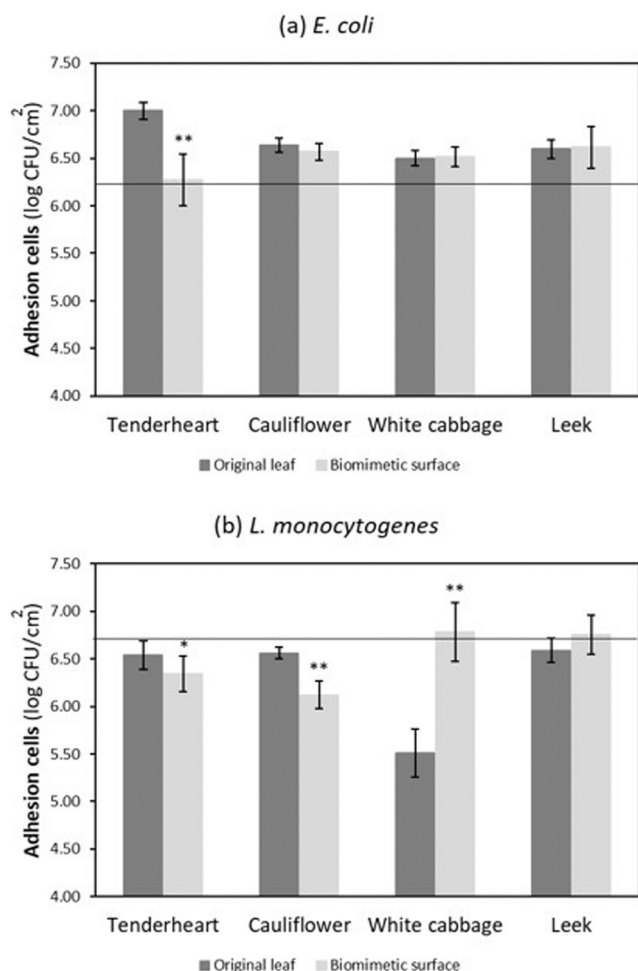 (a) E. coli
7.50
7.00
6.50
6.00
5.50
5.00
4.50
4.00
Adhesion cells (log CFU/cm²)
**
Tenderheart Cauliflower White cabbage Leek
Original leaf Biomimetic surface
(b) L. monocytogenes
7.50
7.00
6.50
6.00
5.50
5.00
4.50
4.00
Adhesion cells (log CFU/cm²)
* ** **
Tenderheart Cauliflower White cabbage Leek
Original leaf Biomimetic surface